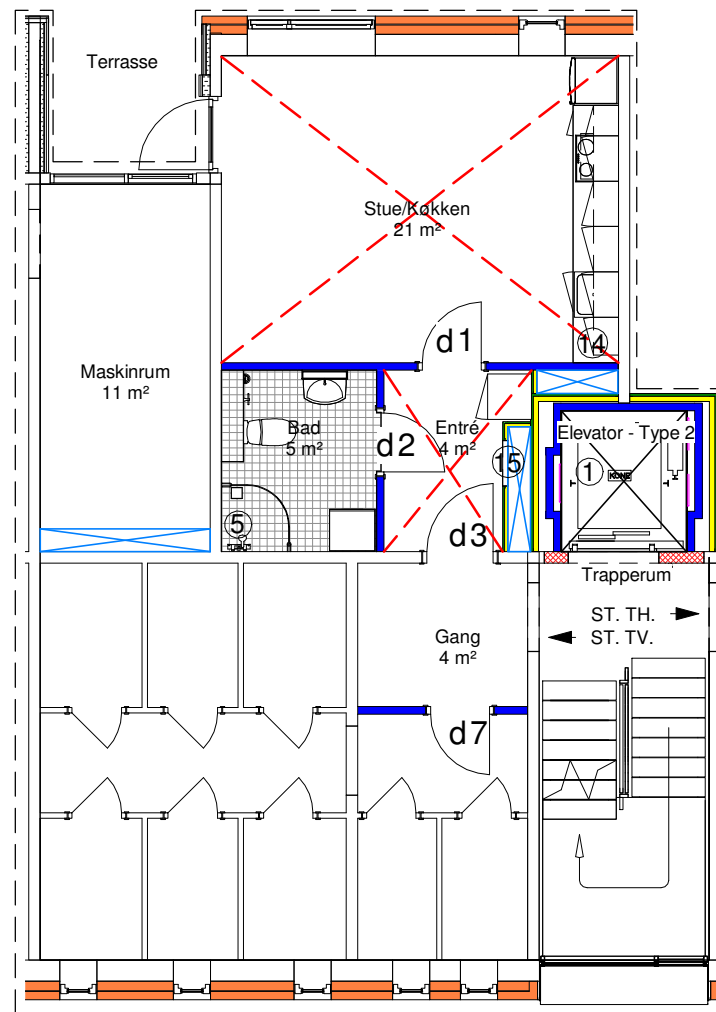 Terrasse
Stue/Køkken
21 m²
d1
14
Maskinrum
11 m²
Bad
5 m²
d2
Entré
4 m²
15
Elevator - Type 2
1
KONE
5
d3
Trapperum
ST. TH.
ST. TV.
Gang
4 m²
d7